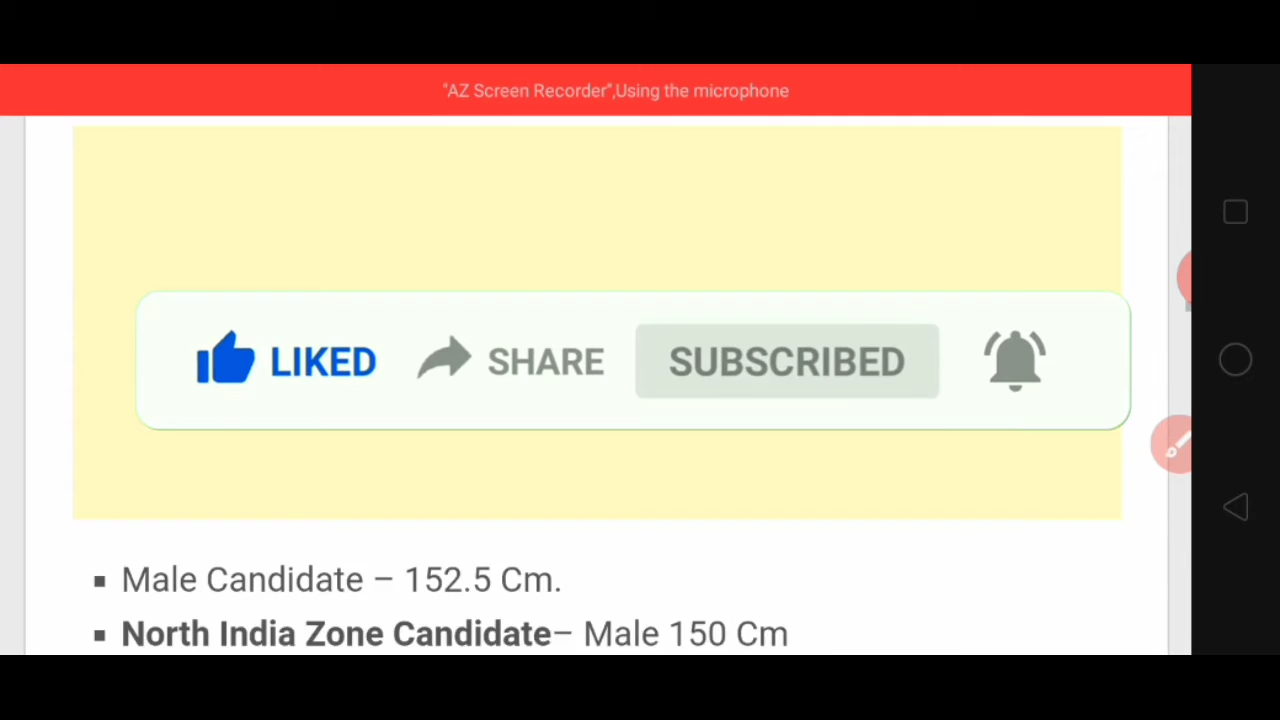 "AZ Screen Recorder",Using the microphone
LIKED SHARE SUBSCRIBED
▪ Male Candidate – 152.5 Cm.
▪ North India Zone Candidate– Male 150 Cm